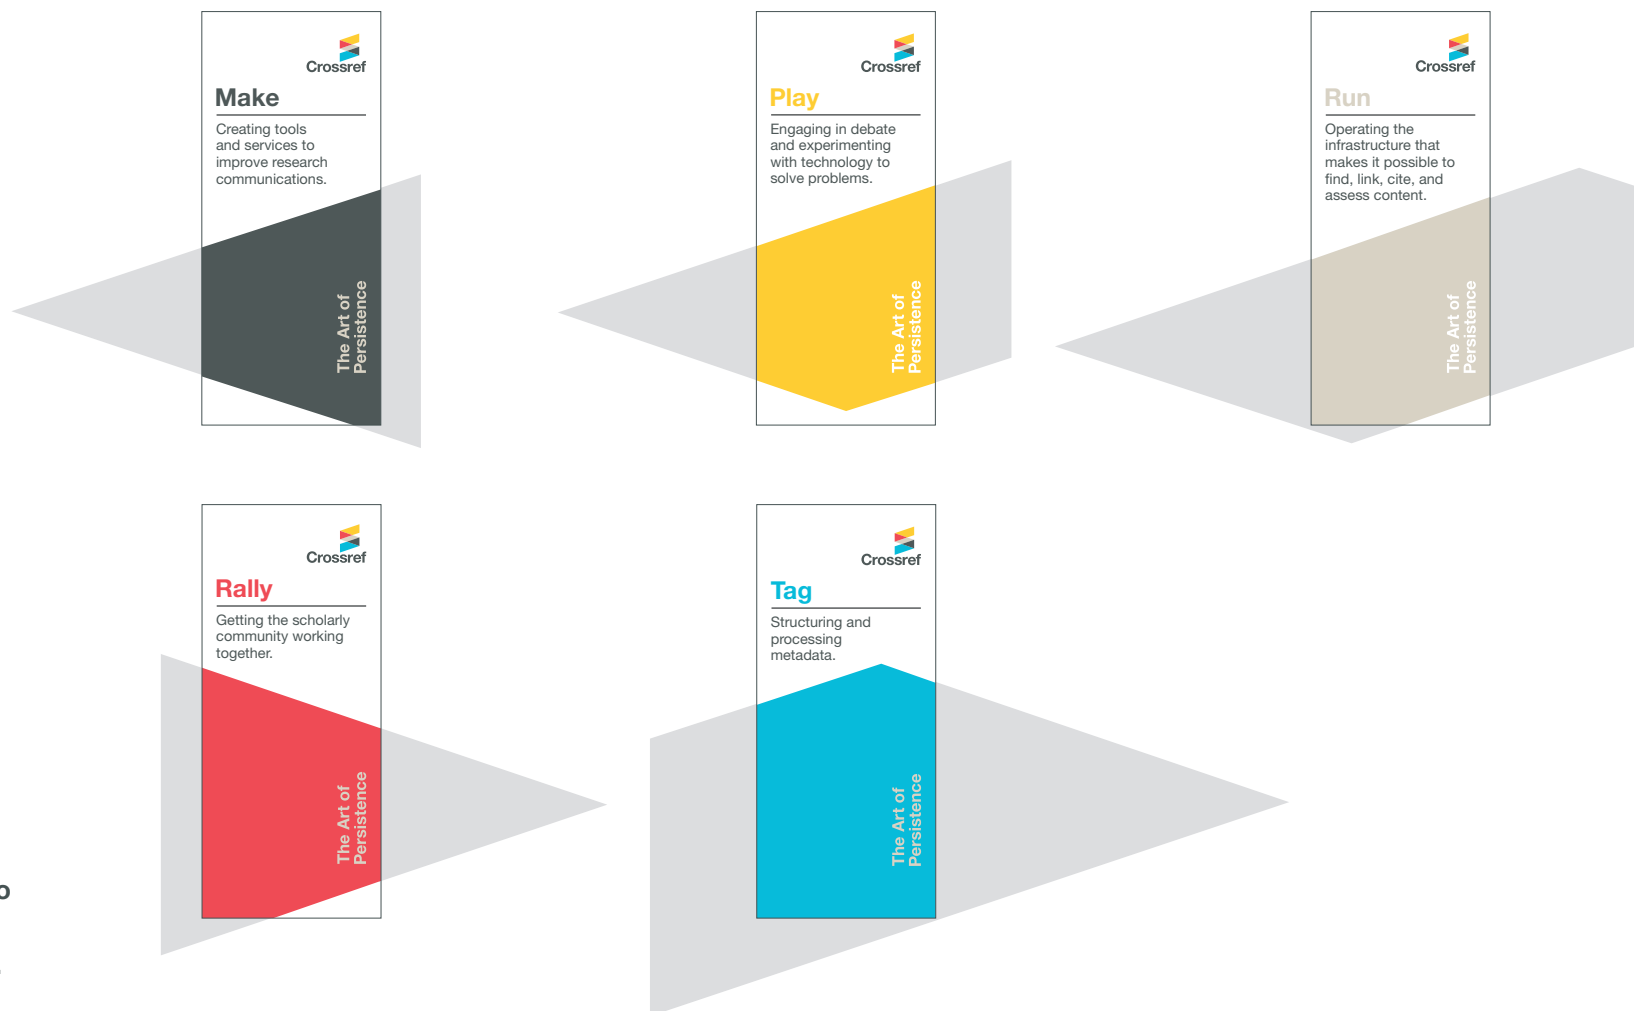 Crossref
Make
Creating tools
and services to
improve research
communications.
The Art of
Persistence
Crossref
Play
Engaging in debate
and experimenting
with technology to
solve problems.
The Art of
Persistence
Crossref
Run
Operating the
infrastructure that
makes it possible to
find, link, cite, and
assess content.
The Art of
Persistence
Crossref
Rally
Getting the scholarly
community working
together.
The Art of
Persistence
Crossref
Tag
Structuring and
processing
metadata.
The Art of
Persistence
o